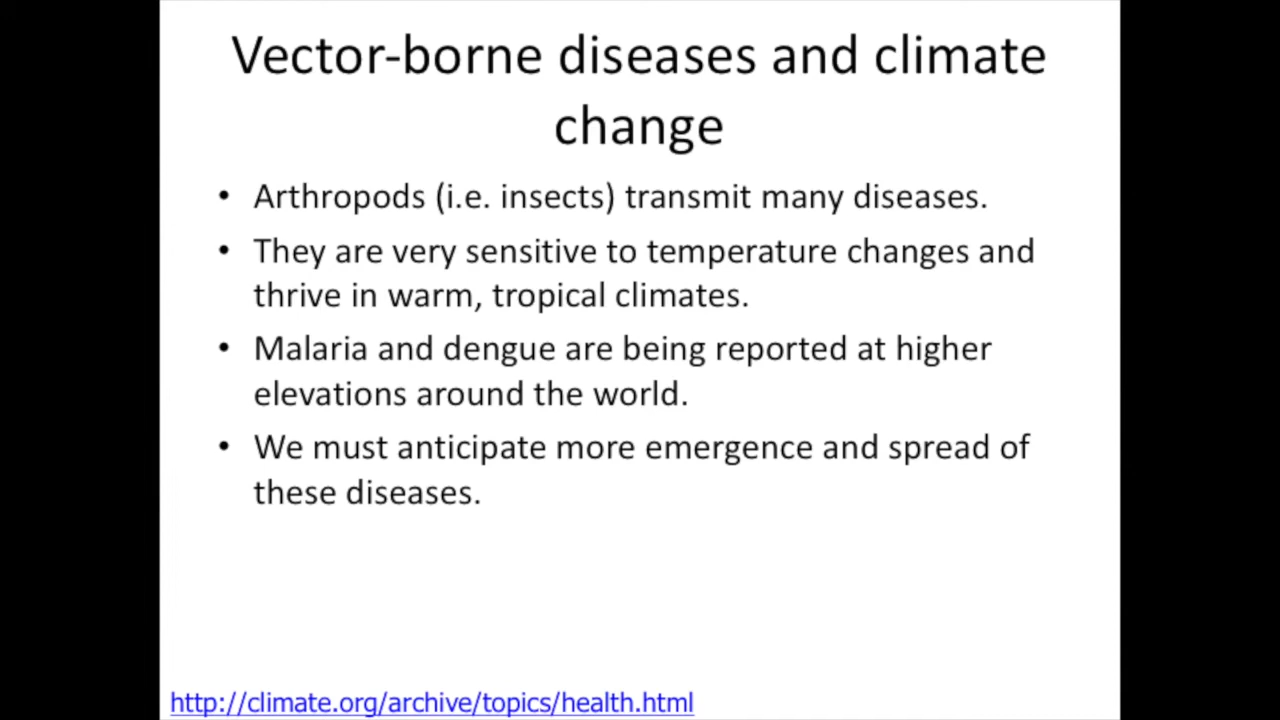 Vector-borne diseases and climate
change
• Arthropods (i.e. insects) transmit many diseases.
• They are very sensitive to temperature changes and
thrive in warm, tropical climates.
• Malaria and dengue are being reported at higher
elevations around the world.
• We must anticipate more emergence and spread of
these diseases.
http://climate.org/archive/topics/health.html